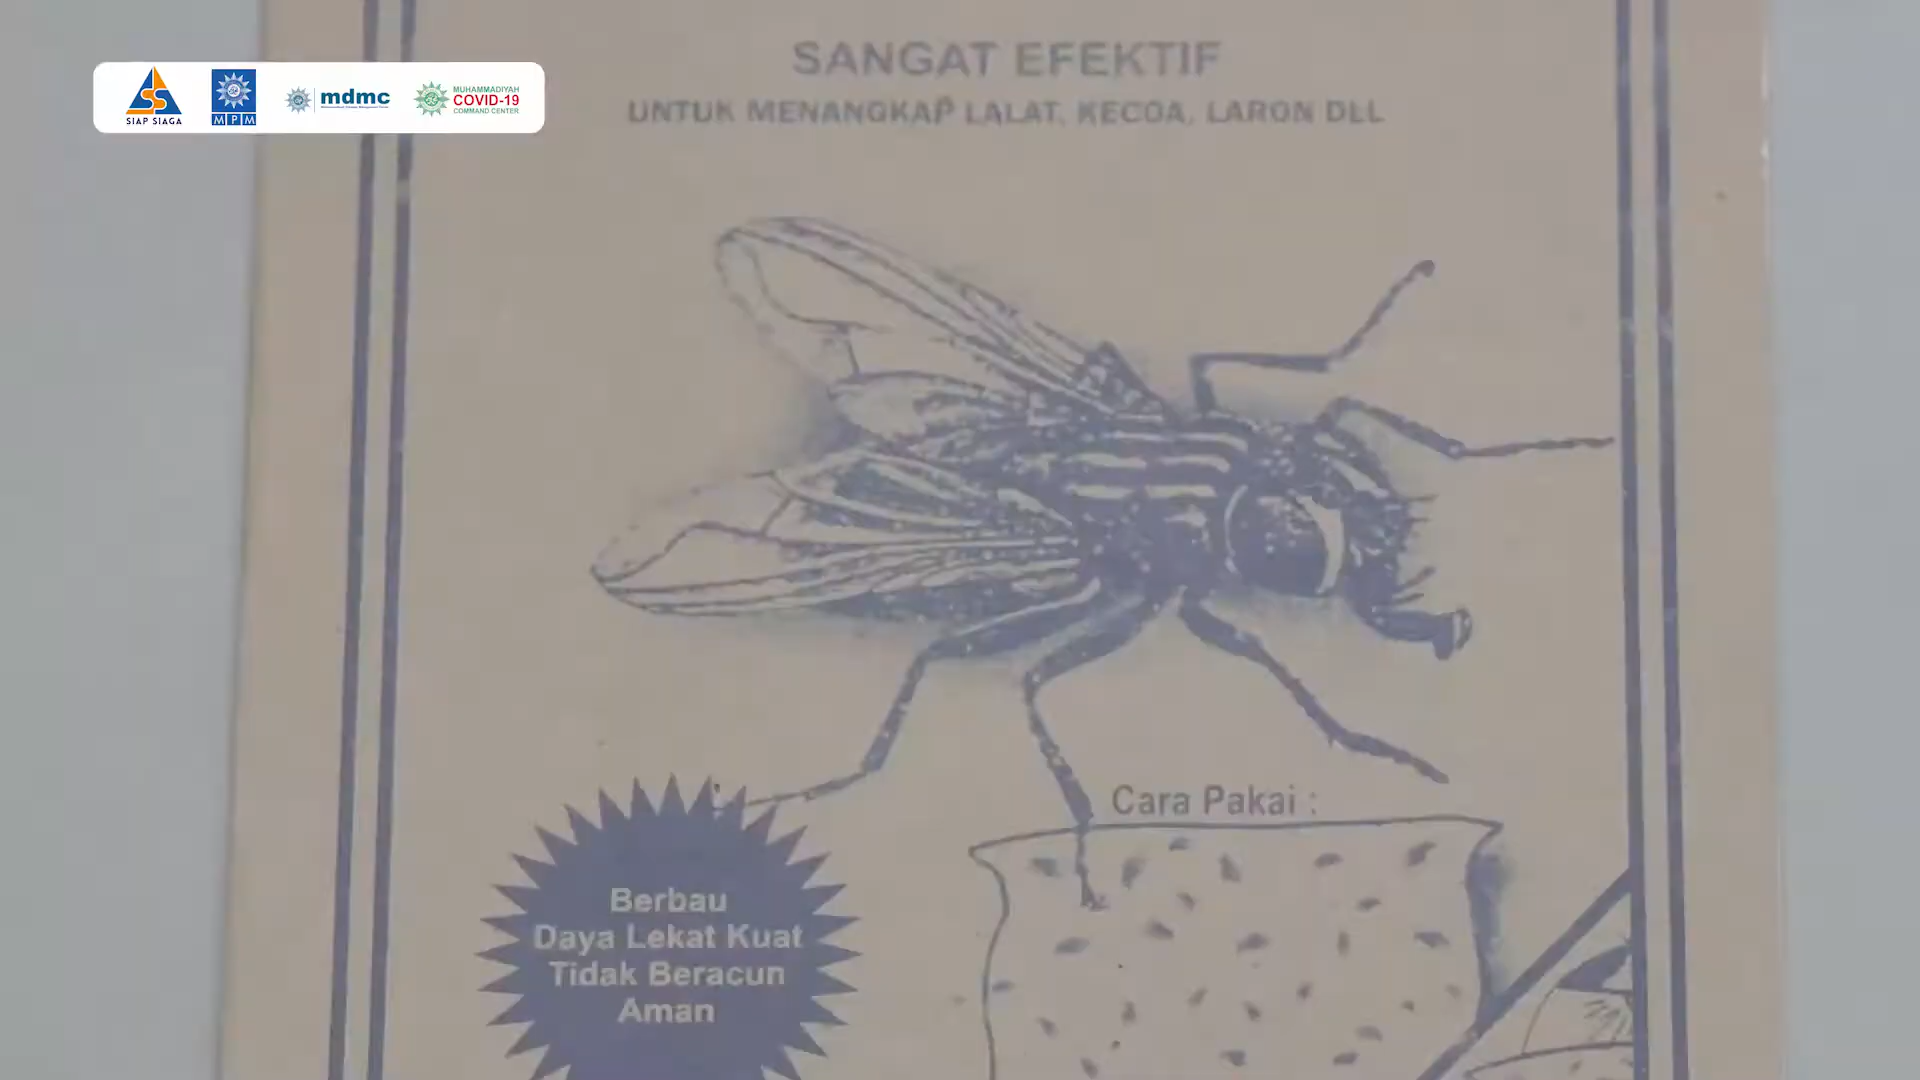 SANGAT EFEKTIF
UNTUK MENANGKAP LALAT, KECOA, LARON DLL
SIAP SIAGA
MPM
mdmc
MUHAMMADIYAH
COVID-19
COMMAND CENTER
Cara Pakai :
Berbau
Daya Lekat Kuat
Tidak Beracun
Aman